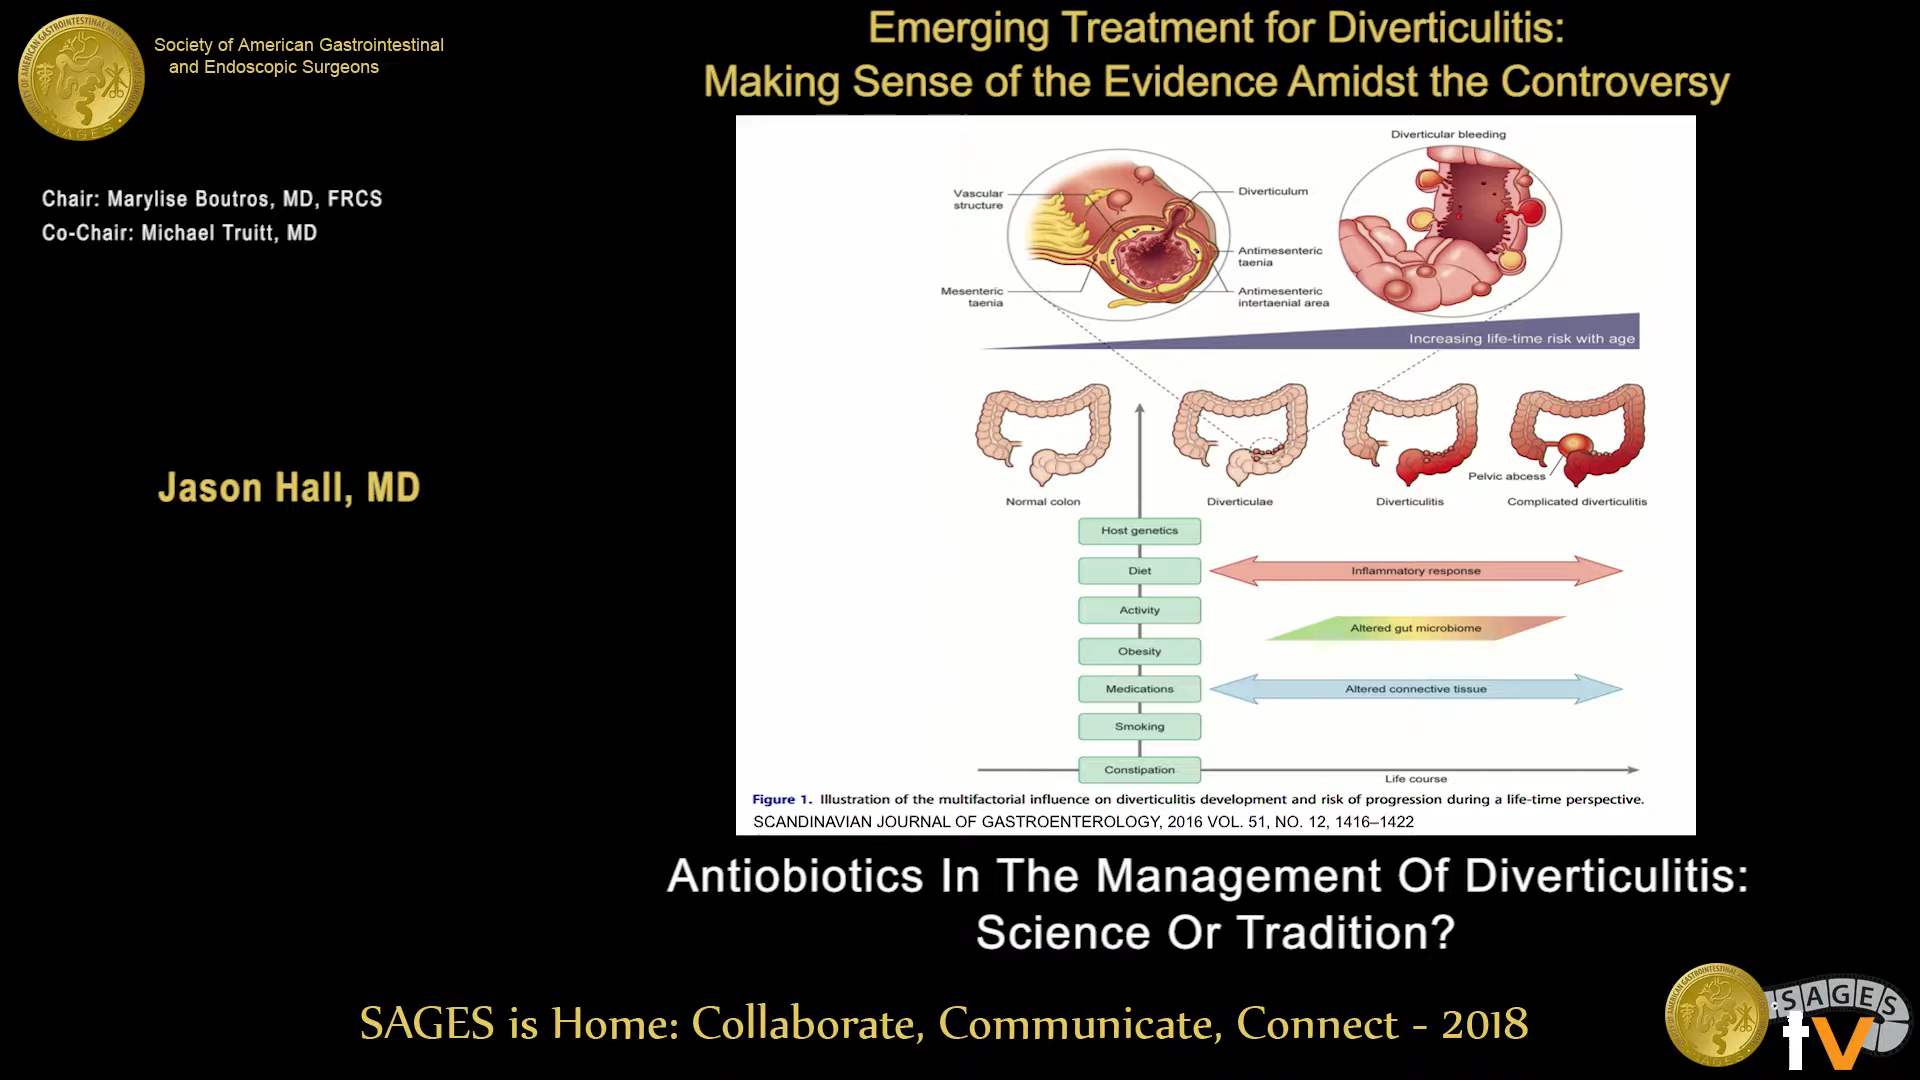 Society of American Gastrointestinal
and Endoscopic Surgeons
Emerging Treatment for Diverticulitis:
Making Sense of the Evidence Amidst the Controversy
Chair: Marylise Boutros, MD, FRCS
Co-Chair: Michael Truitt, MD
Jason Hall, MD
Diverticular bleeding
Vascular
structure
Diverticulum
Antimesenteric
taenia
Mesenteric
taenia
Antimesenteric
intertaenial area
Increasing life-time risk with age
Pelvic abcess
Normal colon
Diverticulae
Diverticulitis
Complicated diverticulitis
Host genetics
Diet
Inflammatory response
Activity
Altered gut microbiome
Obesity
Medications
Altered connective tissue
Smoking
Constipation
Life course
Figure 1. Illustration of the multifactorial influence on diverticulitis development and risk of progression during a life-time perspective.
SCANDINAVIAN JOURNAL OF GASTROENTEROLOGY, 2016 VOL. 51, NO. 12, 1416–1422
Antiobiotics In The Management Of Diverticulitis:
Science Or Tradition?
SAGES is Home: Collaborate, Communicate, Connect - 2018
SAGES
tv